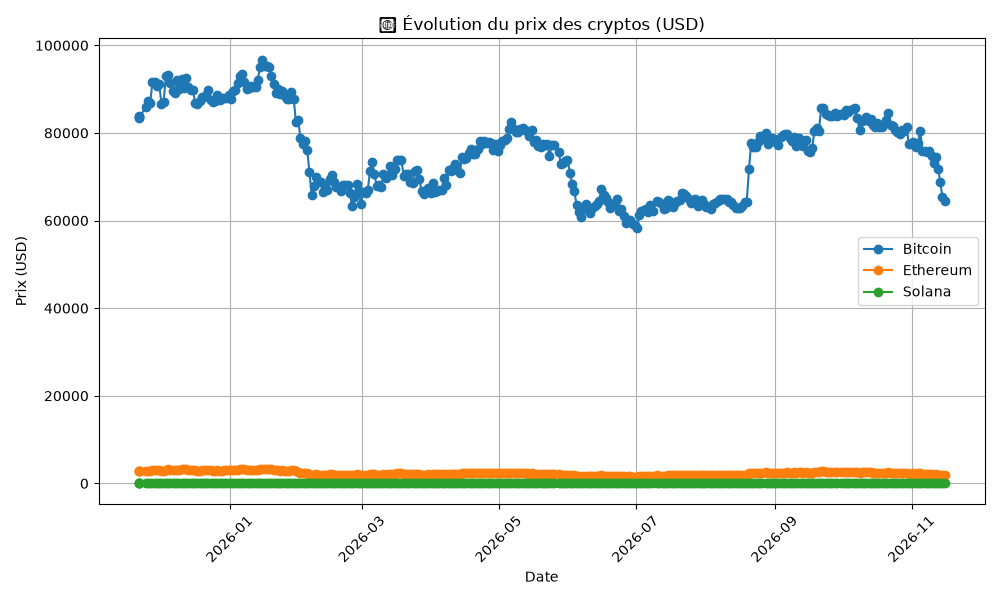 🌐 Évolution du prix des cryptos (USD)
100000
80000
60000
40000
20000
0
Prix (USD)
Bitcoin
Ethereum
Solana
2026-01
2026-03
2026-05
2026-07
2026-09
2026-11
Date